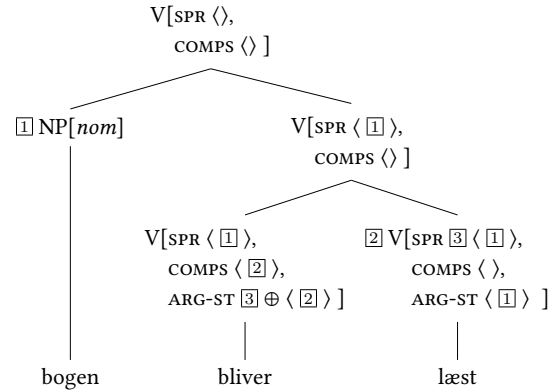 V[SPR ⟨⟩,
COMPS ⟨⟩ ]
1 NP[nom]
V[SPR ⟨ 1 ⟩,
COMPS ⟨⟩ ]
V[SPR ⟨ 1 ⟩,
COMPS ⟨ 2 ⟩,
ARG-ST 3 ⊕ ⟨ 2 ⟩ ]
2 V[SPR 3 ⟨ 1 ⟩,
COMPS ⟨ ⟩,
ARG-ST ⟨ 1 ⟩ ]
bogen bliver læst